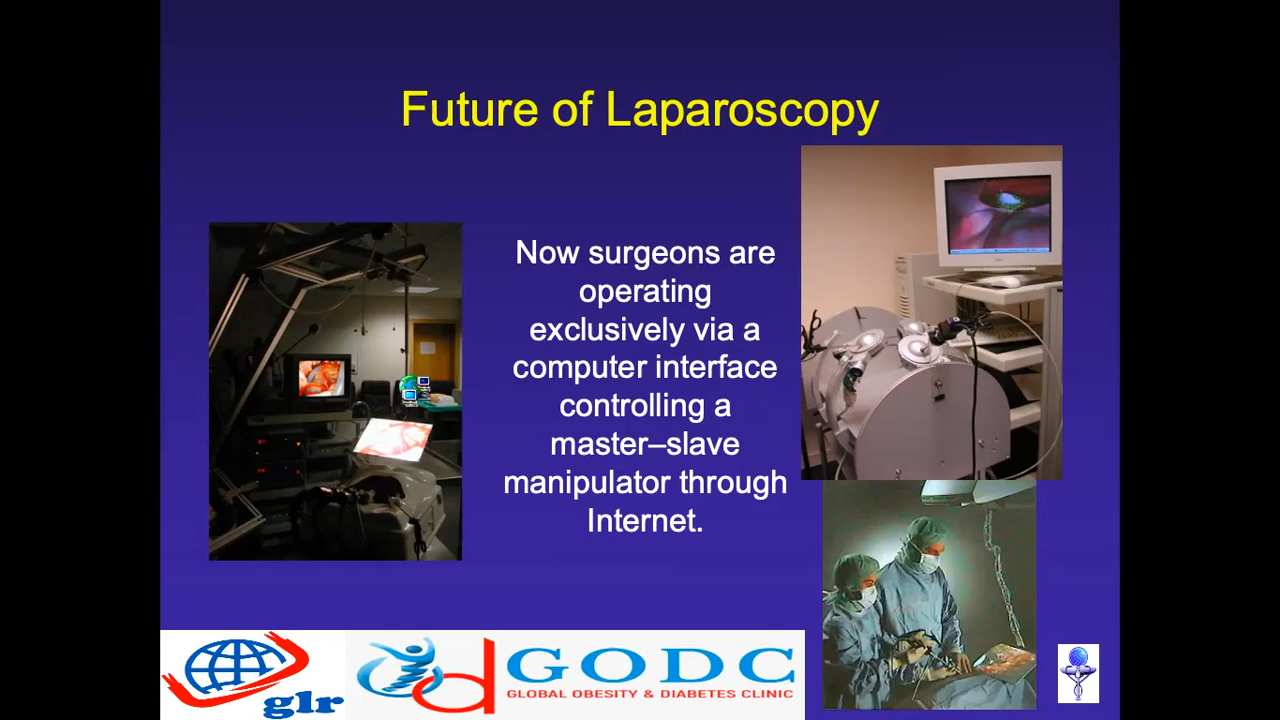 Future of Laparoscopy
Now surgeons are
operating
exclusively via a
computer interface
controlling a
master–slave
manipulator through
Internet.
glr
GODC
GLOBAL OBESITY & DIABETES CLINIC